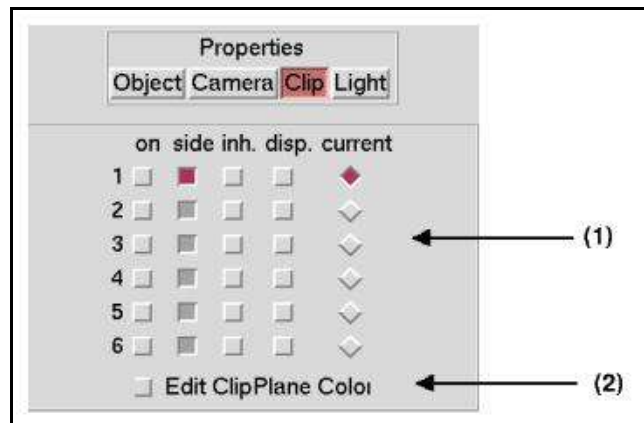 Properties
Object Camera Clip Light
on side inh. disp. current
1
2
3
4
5
6
(1)
Edit ClipPlane Color
(2)